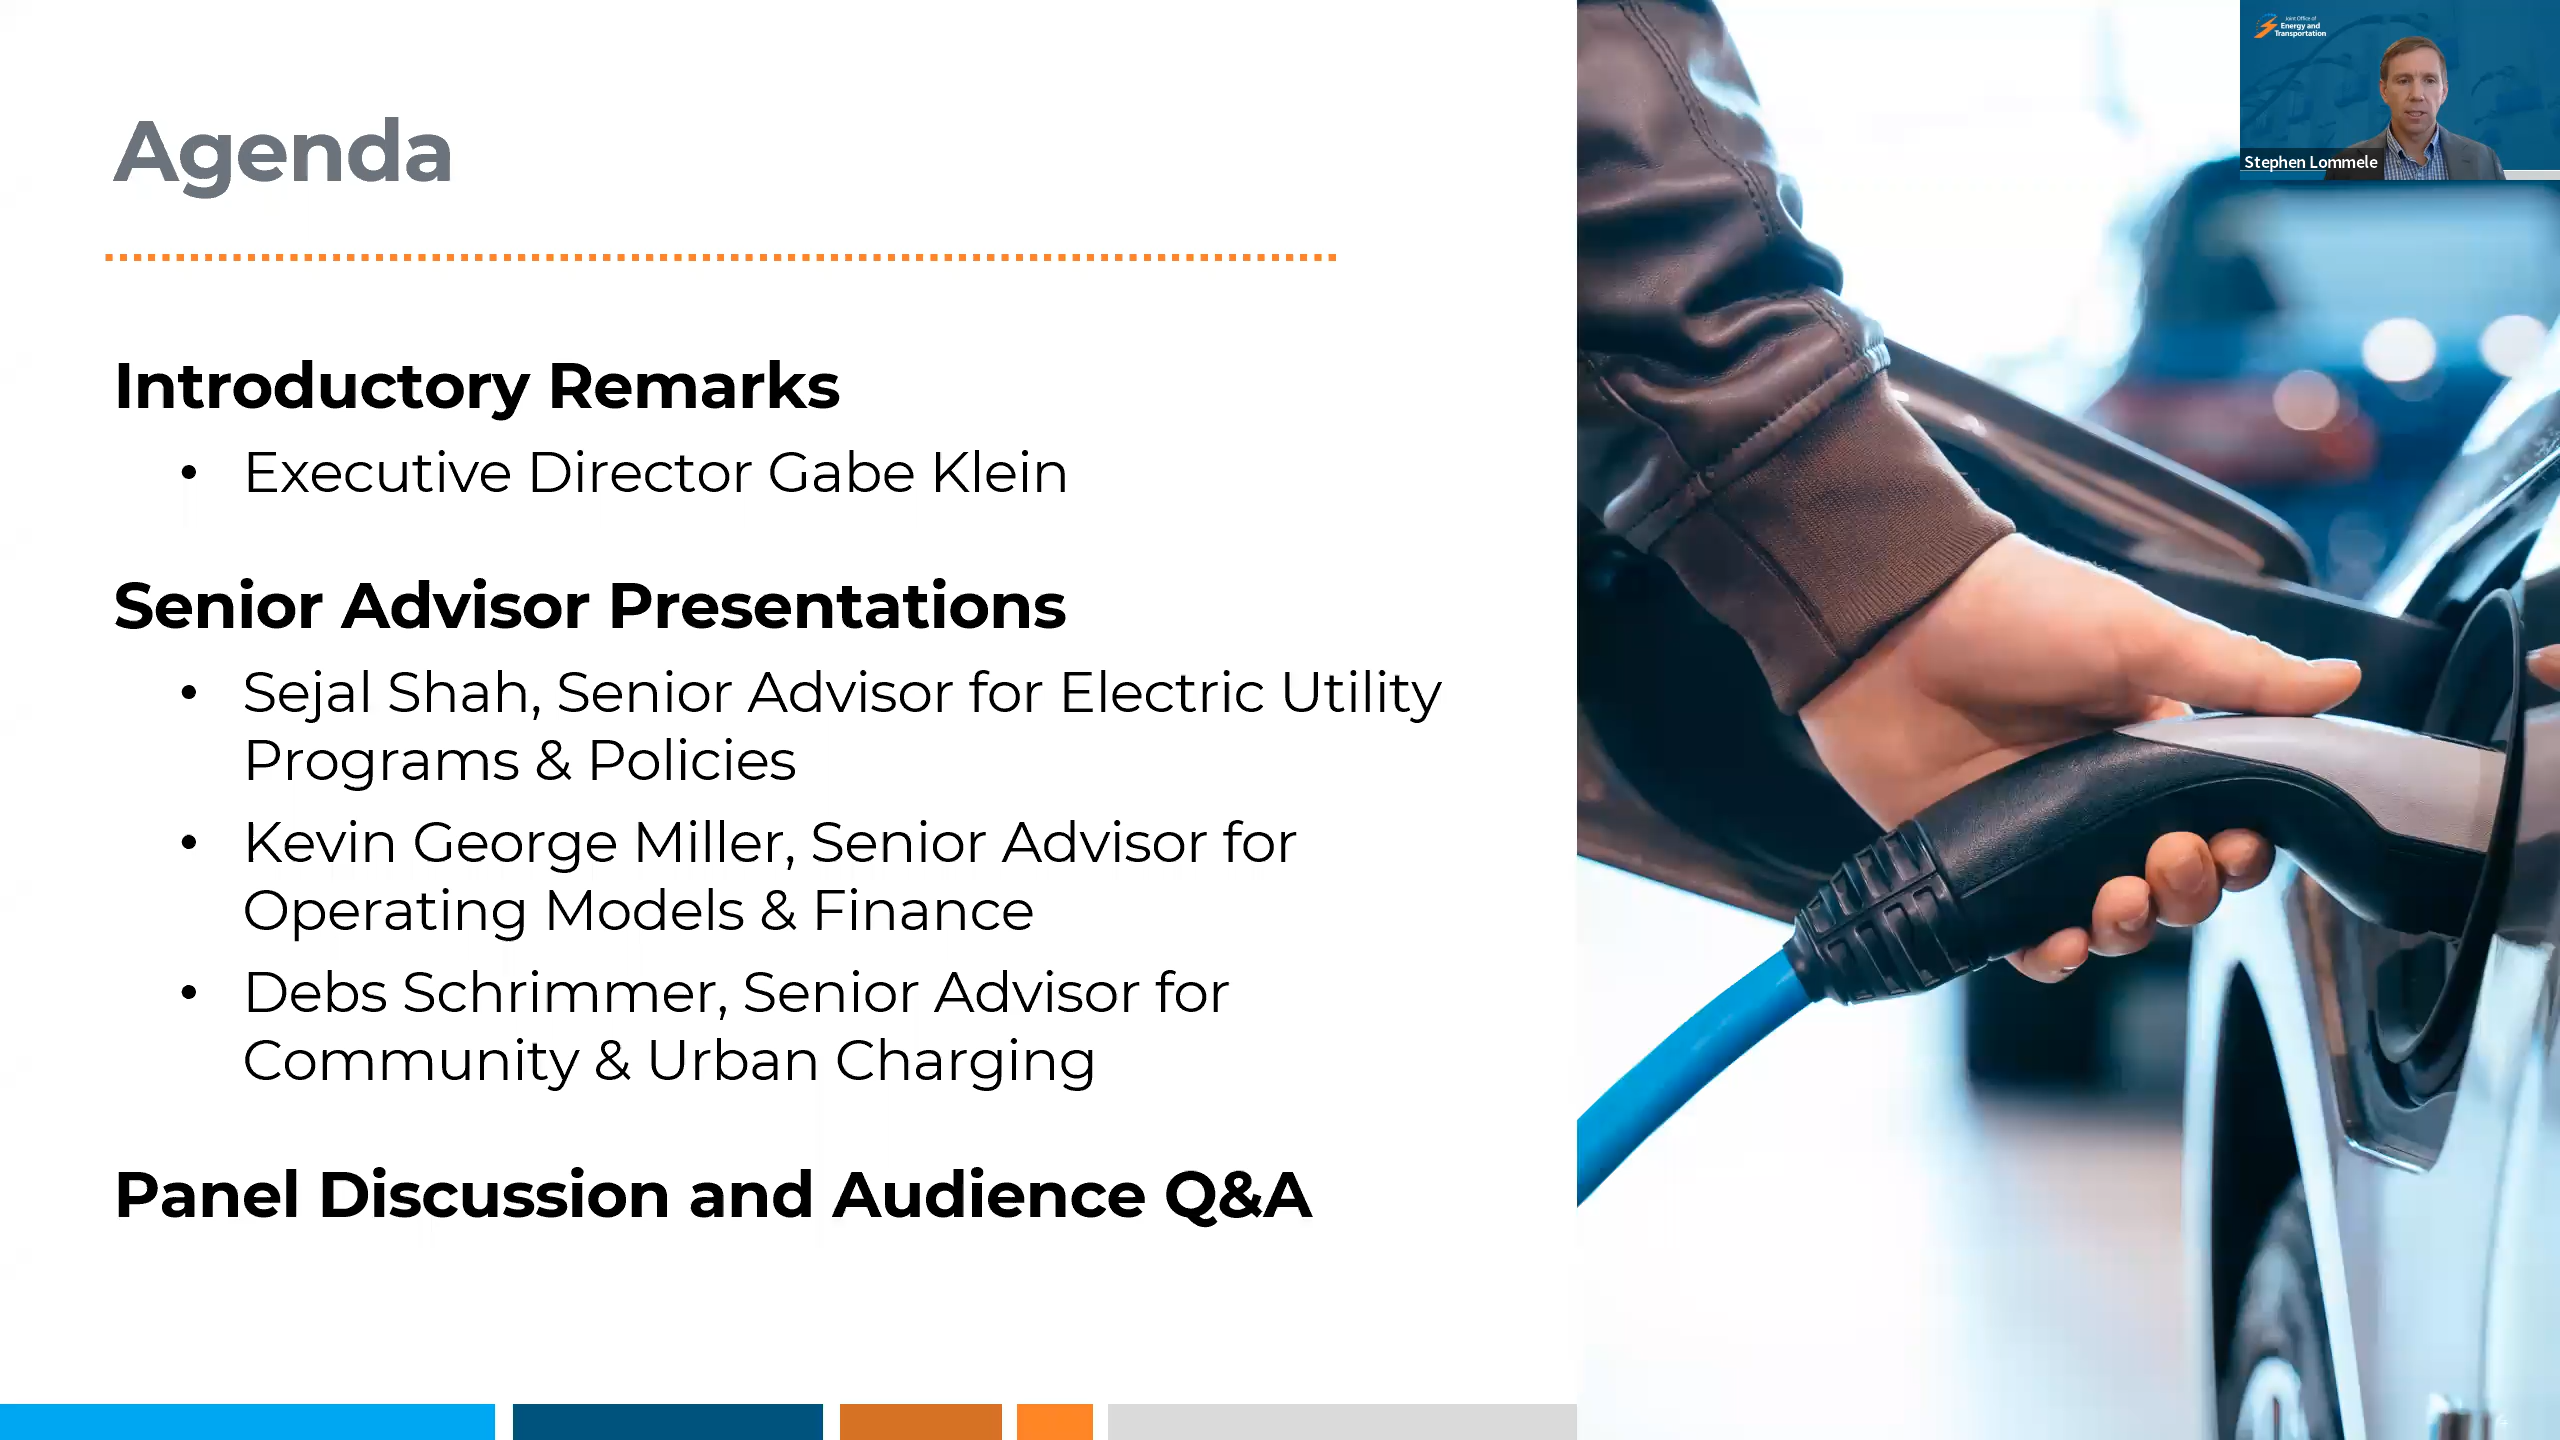 Agenda
Introductory Remarks
• Executive Director Gabe Klein
Senior Advisor Presentations
• Sejal Shah, Senior Advisor for Electric Utility
Programs & Policies
• Kevin George Miller, Senior Advisor for
Operating Models & Finance
• Debs Schrimmer, Senior Advisor for
Community & Urban Charging
Panel Discussion and Audience Q&A
Joint Office of
Energy and
Transportation
Stephen Lommele